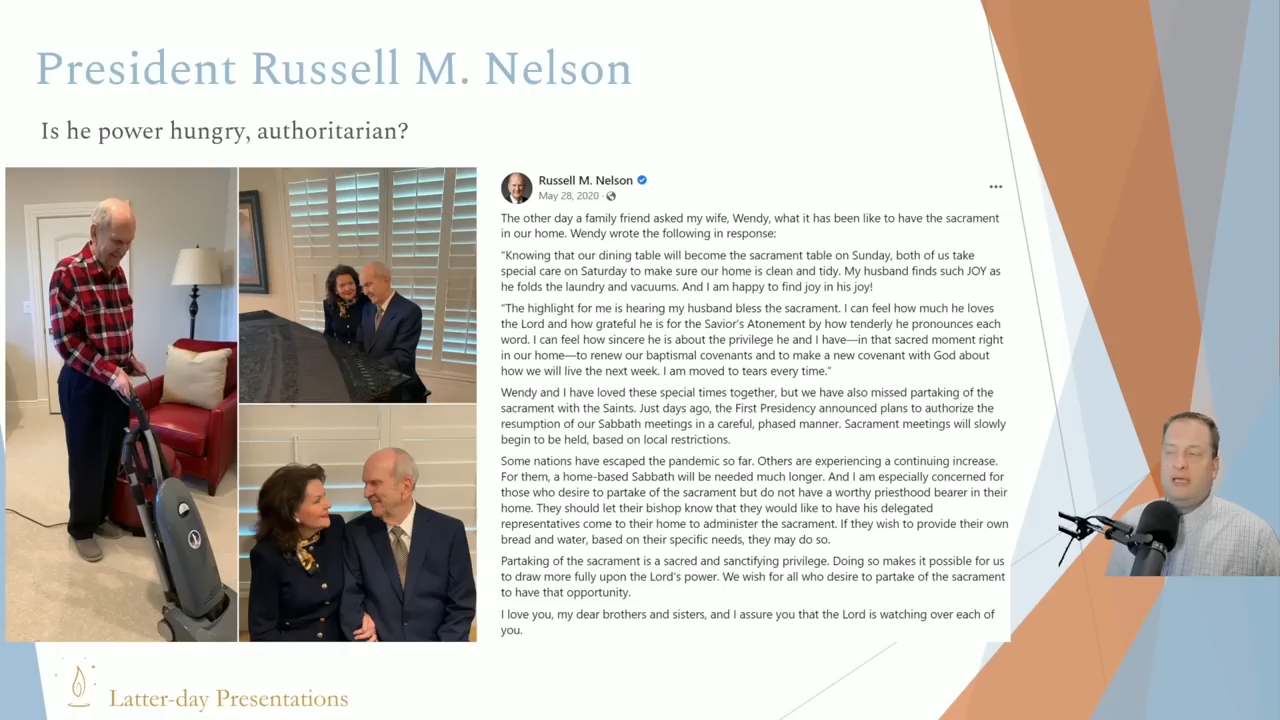 President Russell M. Nelson
Is he power hungry, authoritarian?
Russell M. Nelson
May 28, 2020 ·
The other day a family friend asked my wife, Wendy, what it has been like to have the sacrament
in our home. Wendy wrote the following in response:
"Knowing that our dining table will become the sacrament table on Sunday, both of us take
special care on Saturday to make sure our home is clean and tidy. My husband finds such JOY as
he folds the laundry and vacuums. And I am happy to find joy in his joy!
"The highlight for me is hearing my husband bless the sacrament. I can feel how much he loves
the Lord and how grateful he is for the Savior's Atonement by how tenderly he pronounces each
word. I can feel how sincere he is about the privilege he and I have—in that sacred moment right
in our home—to renew our baptismal covenants and to make a new covenant with God about
how we will live the next week. I am moved to tears every time."
Wendy and I have loved these special times together, but we have also missed partaking of the
sacrament with the Saints. Just days ago, the First Presidency announced plans to authorize the
resumption of our Sabbath meetings in a careful, phased manner. Sacrament meetings will slowly
begin to be held, based on local restrictions.
Some nations have escaped the pandemic so far. Others are experiencing a continuing increase.
For them, a home-based Sabbath will be needed much longer. And I am especially concerned for
those who desire to partake of the sacrament but do not have a worthy priesthood bearer in their
home. They should let their bishop know that they would like to have his delegated
representatives come to their home to administer the sacrament. If they wish to provide their own
bread and water, based on their specific needs, they may do so.
Partaking of the sacrament is a sacred and sanctifying privilege. Doing so makes it possible for us
to draw more fully upon the Lord's power. We wish for all who desire to partake of the sacrament
to have that opportunity.
I love you, my dear brothers and sisters, and I assure you that the Lord is watching over each of
you.
Latter-day Presentations